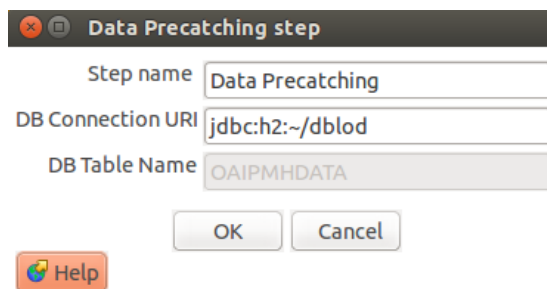 Data Precatching step
Step name Data Precatching
DB Connection URI jdbc:h2:~/dblod
DB Table Name OAIPMHDATA
OK Cancel
Help